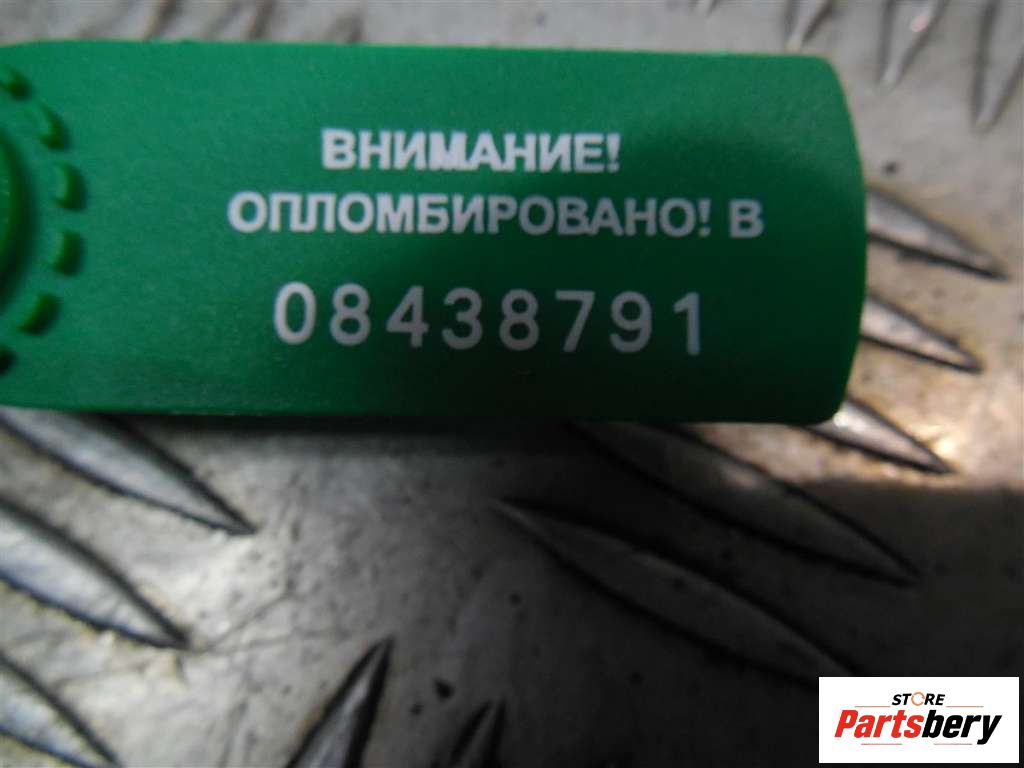 ВНИМАНИЕ!
ОПЛОМБИРОВАНО! В
08438791
STORE
Partsbery